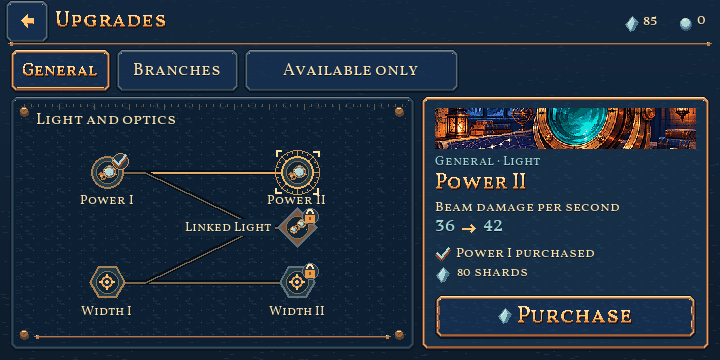 Upgrades
85
0
General
Branches
Available only
Light and optics
Power I
Power II
Linked Light
Width I
Width II
General · Light
Power II
Beam damage per second
36 → 42
Power I purchased
80 shards
Purchase